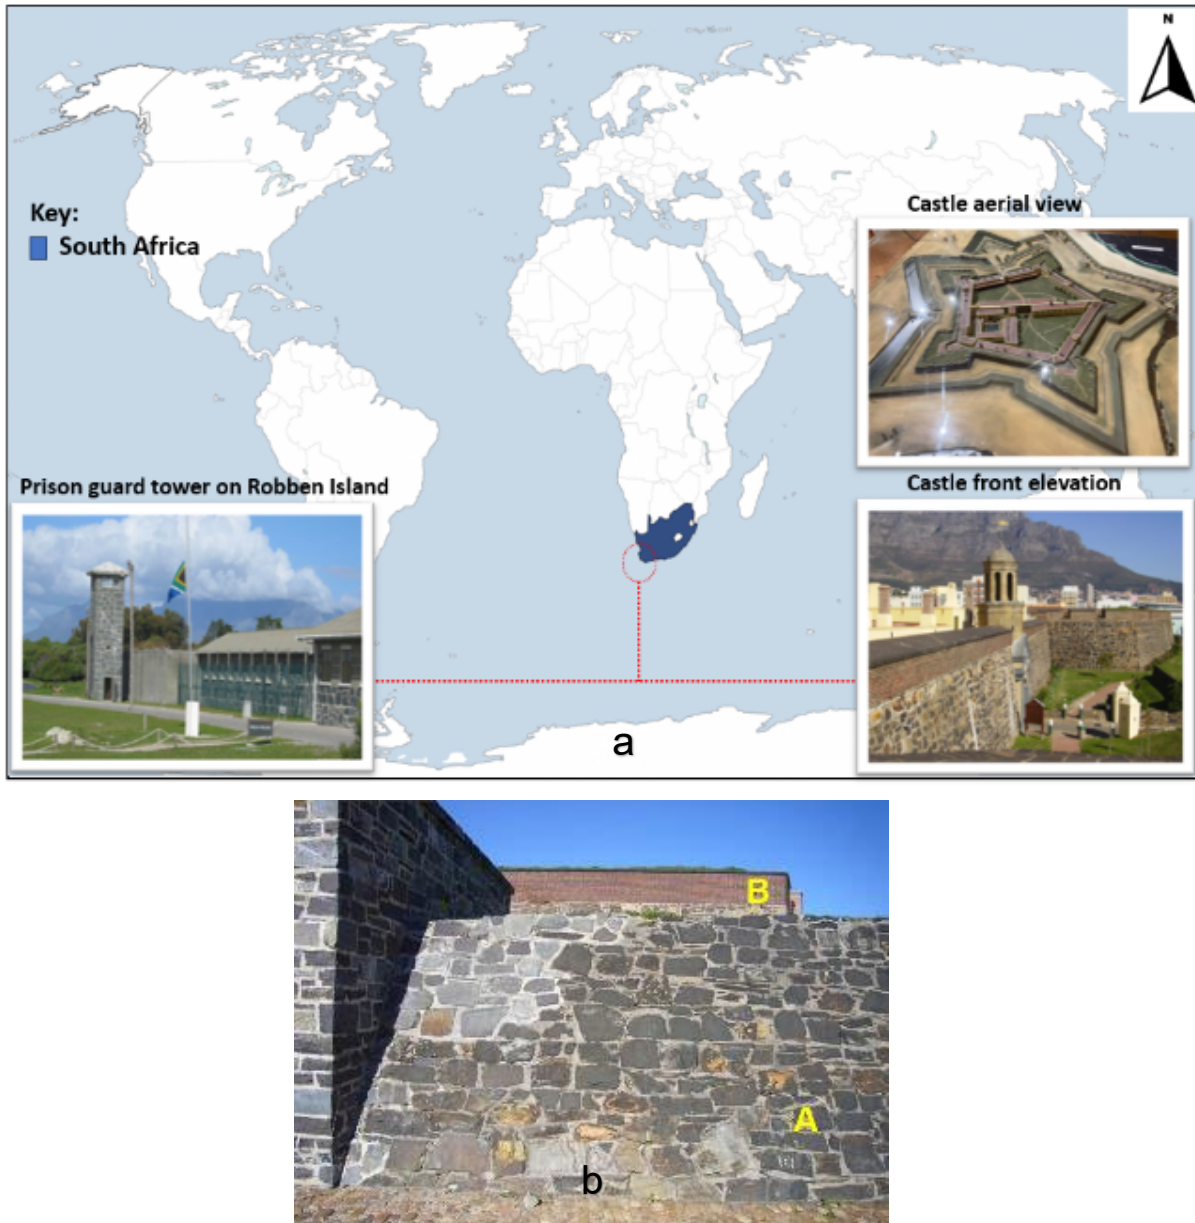 N
Key:
South Africa
Castle aerial view
Prison guard tower on Robben Island
Castle front elevation
a
B
A
b